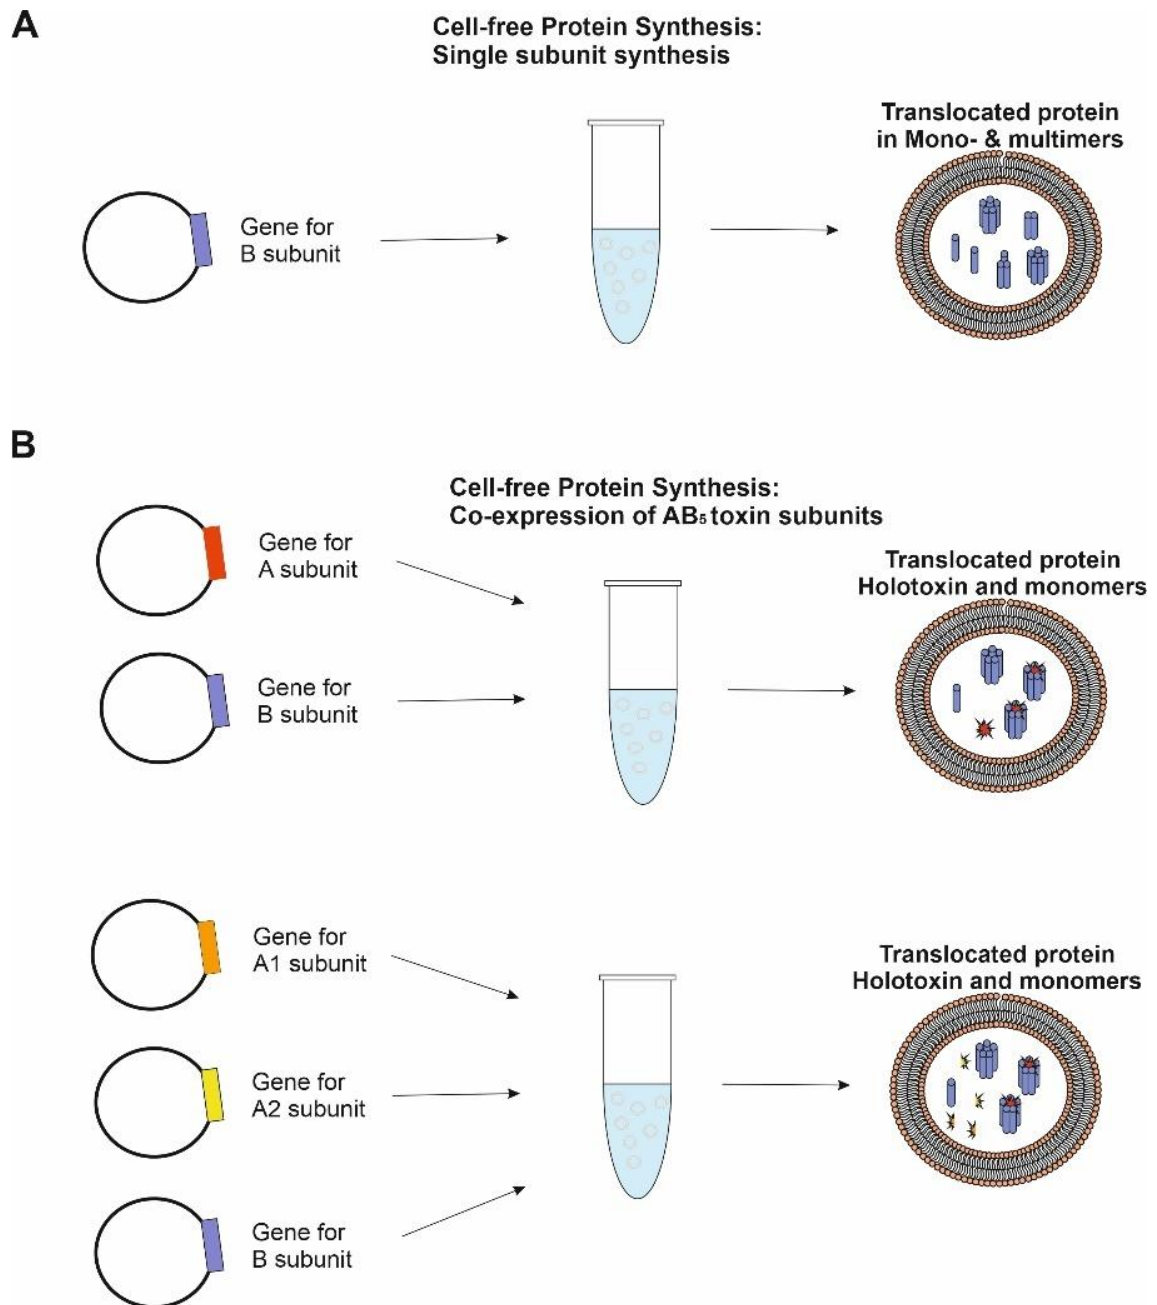 A
Cell-free Protein Synthesis:
Single subunit synthesis
Translocated protein
in Mono- & multimers
Gene for
B subunit
B
Cell-free Protein Synthesis:
Co-expression of AB₅ toxin subunits
Gene for
A subunit
Translocated protein
Holotoxin and monomers
Gene for
B subunit
Gene for
A1 subunit
Translocated protein
Holotoxin and monomers
Gene for
A2 subunit
Gene for
B subunit